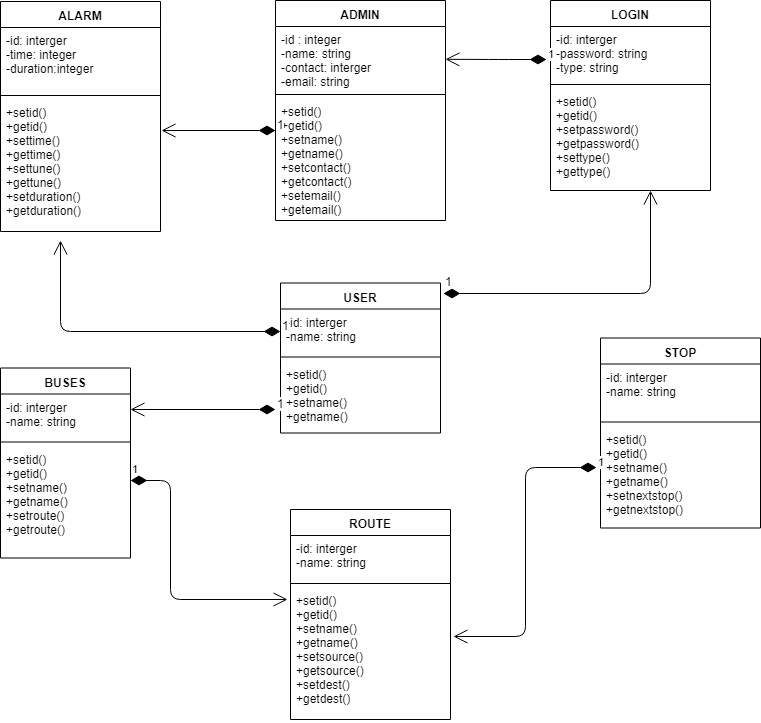 ALARM
-id: interger
-time: integer
-duration:integer
+setid()
+getid()
+settime()
+gettime()
+settune()
+gettune()
+setduration()
+getduration()
ADMIN
-id : integer
-name: string
-contact: interger
-email: string
+setid()
+getid()
+setname()
+getname()
+setcontact()
+getcontact()
+setemail()
+getemail()
1
LOGIN
-id: interger
-password: string
-type: string
+setid()
+getid()
+setpassword()
+getpassword()
+settype()
+gettype()
1
USER
-id: interger
-name: string
+setid()
+getid()
+setname()
+getname()
1
1
1
BUSES
-id: interger
-name: string
+setid()
+getid()
+setname()
+getname()
+setroute()
+getroute()
1
STOP
-id: interger
-name: string
+setid()
+getid()
+setname()
+getname()
+setnextstop()
+getnextstop()
1
ROUTE
-id: interger
-name: string
+setid()
+getid()
+setname()
+getname()
+setsource()
+getsource()
+setdest()
+getdest()